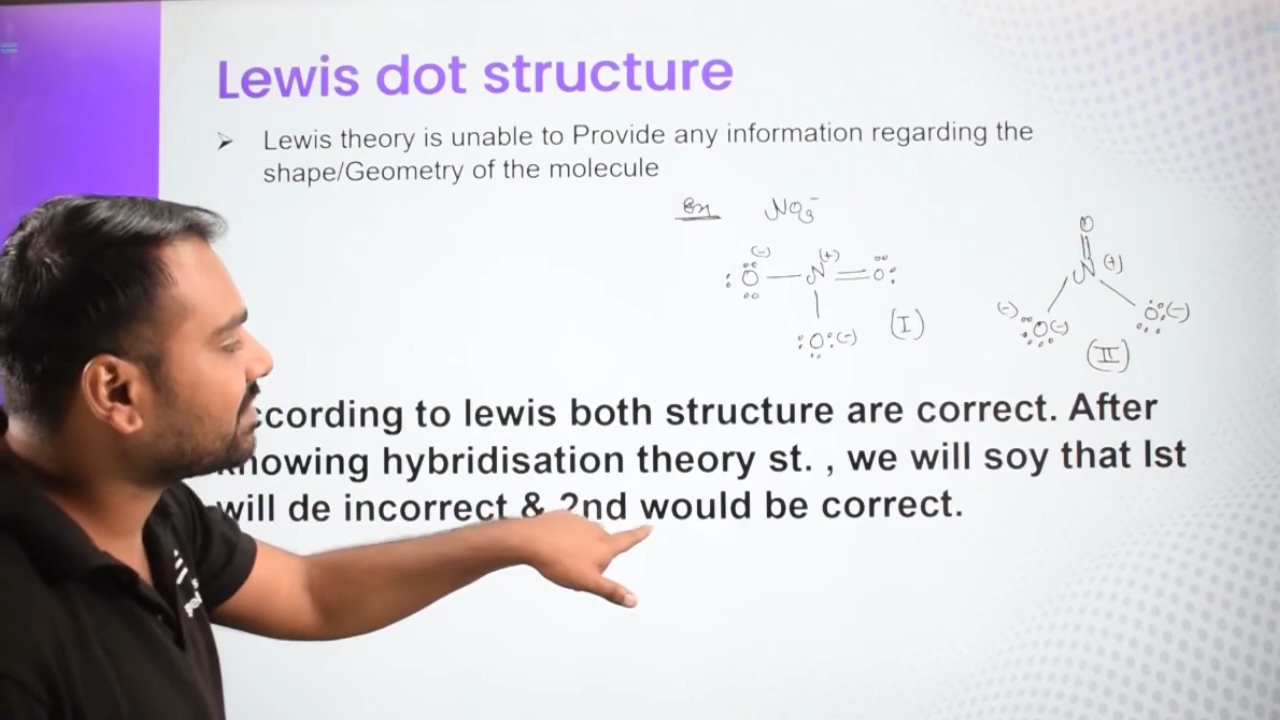 Lewis dot structure
➢ Lewis theory is unable to Provide any information regarding the
shape/Geometry of the molecule
Ex NO₃⁻
(-) (+)
:O — N = O:
:O:(-) (I)
O
N (+)
(-) O(-) O:(-)
(II)
ccording to lewis both structure are correct. After
nowing hybridisation theory st. , we will soy that Ist
will de incorrect & 2nd would be correct.